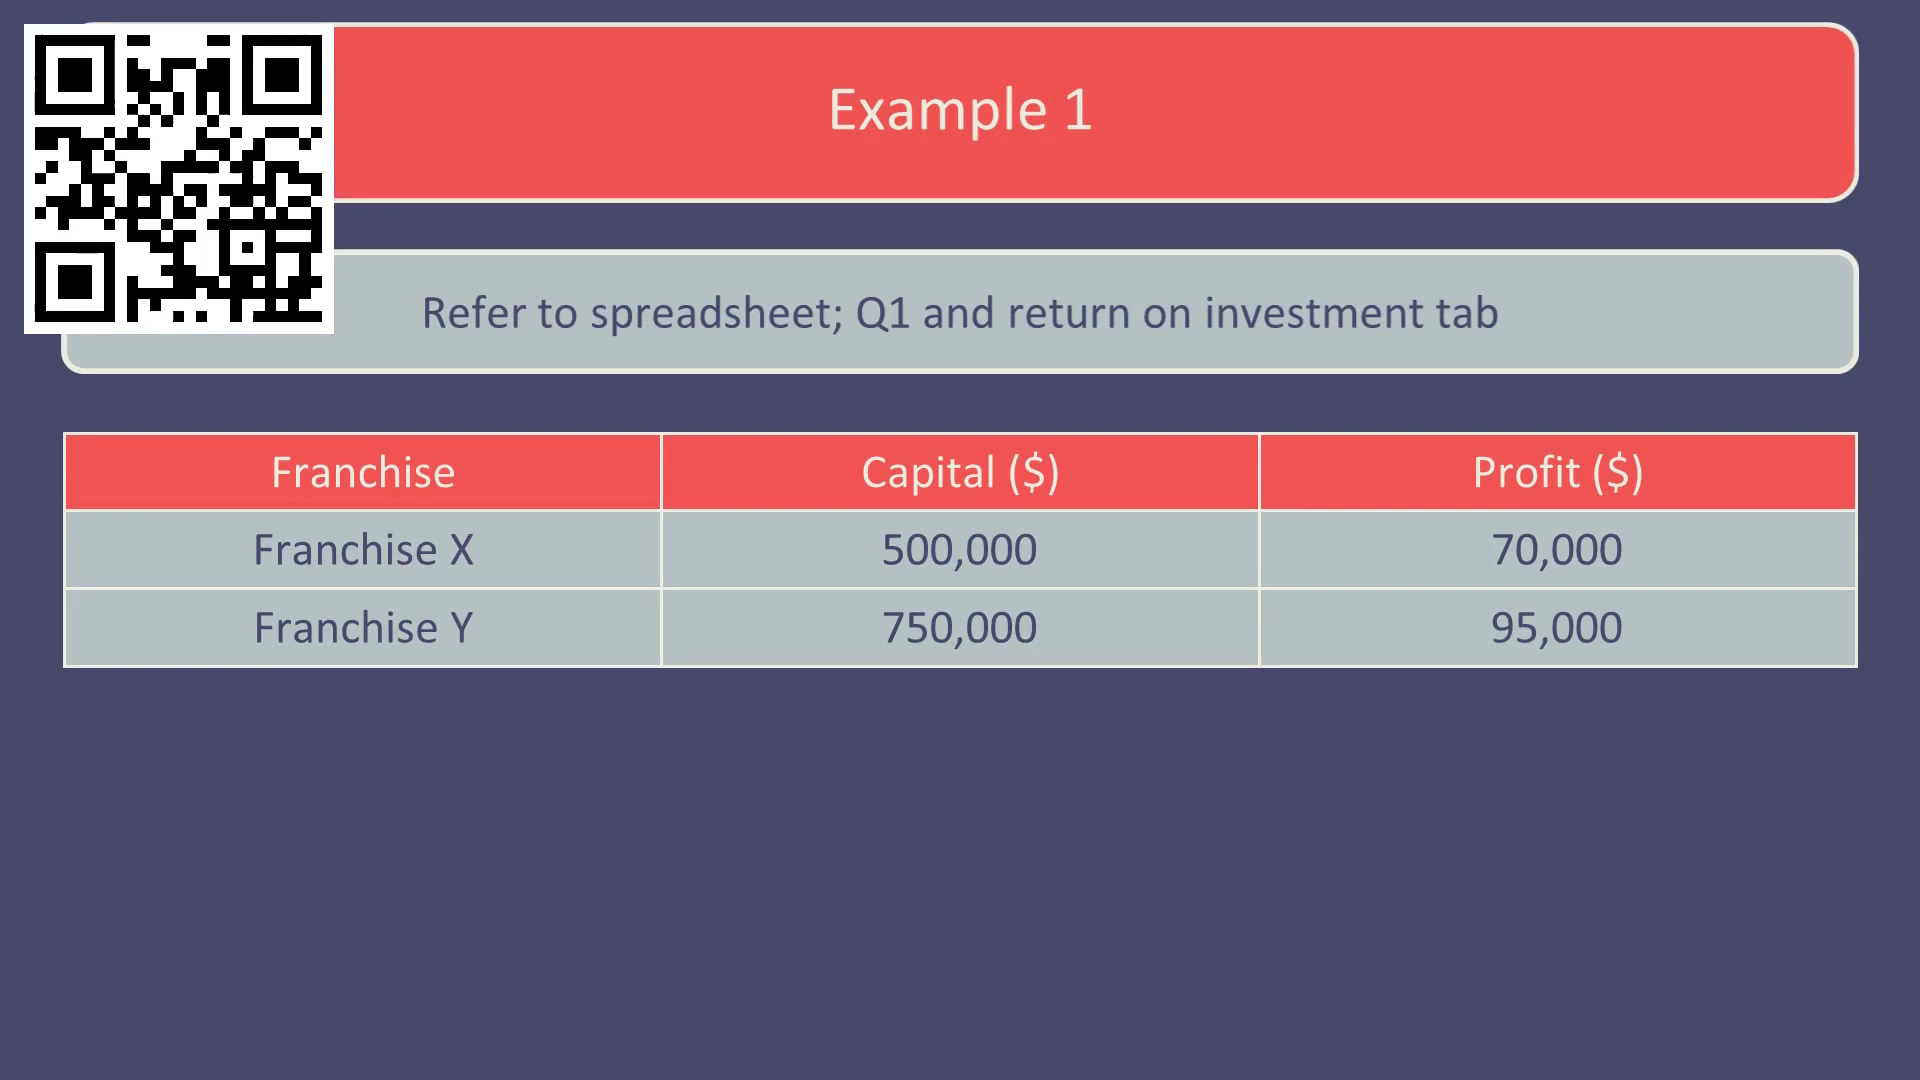 Example 1
Refer to spreadsheet; Q1 and return on investment tab
Franchise Capital ($) Profit ($)
Franchise X 500,000 70,000
Franchise Y 750,000 95,000